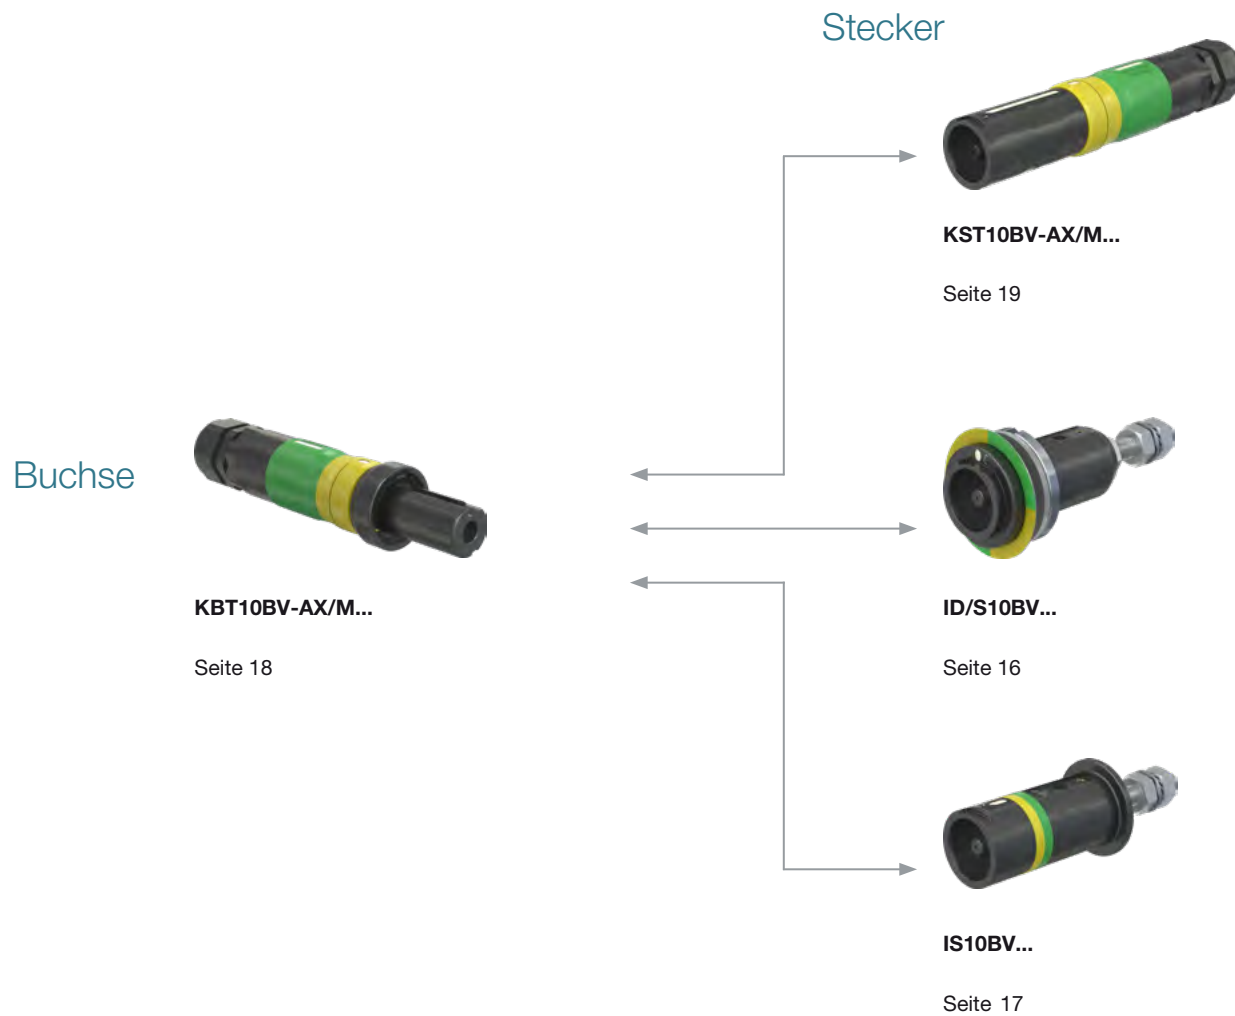 Stecker
KST10BV-AX/M...
Seite 19
Buchse
KBT10BV-AX/M...
Seite 18
ID/S10BV...
Seite 16
IS10BV...
Seite 17